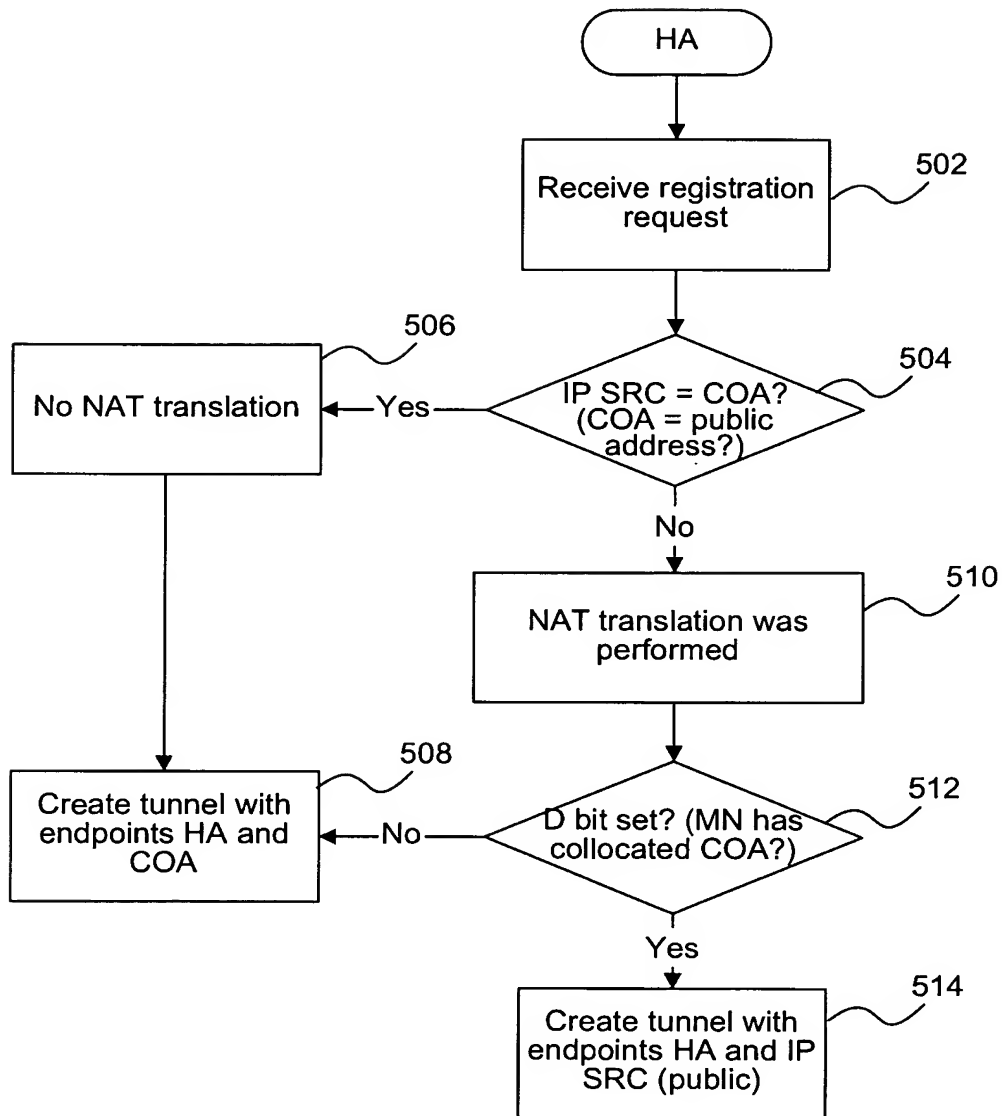 HA
502
Receive registration
request
506
504
No NAT translation
Yes
IP SRC = COA?
(COA = public
address?)
No
510
NAT translation was
performed
508
512
Create tunnel with
endpoints HA and
COA
No
D bit set? (MN has
collocated COA?)
Yes
514
Create tunnel with
endpoints HA and IP
SRC (public)